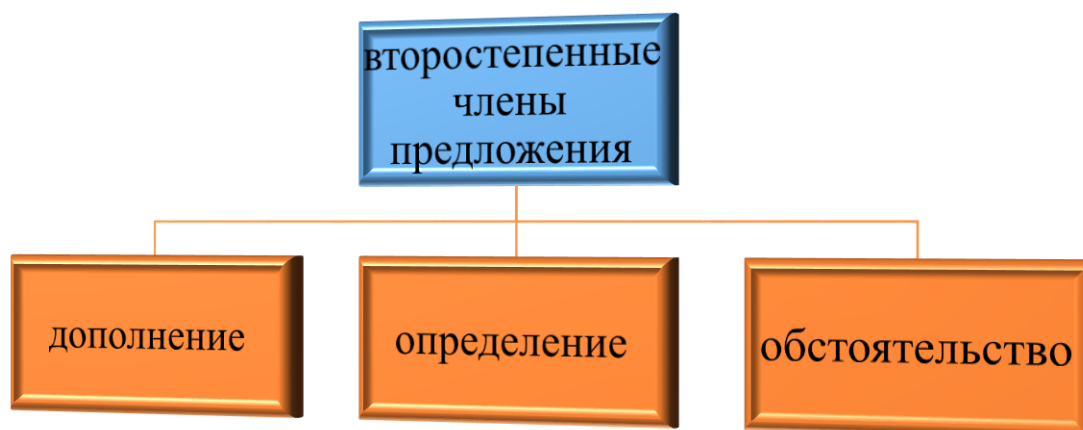 второстепенные
члены
предложения
дополнение
определение
обстоятельство